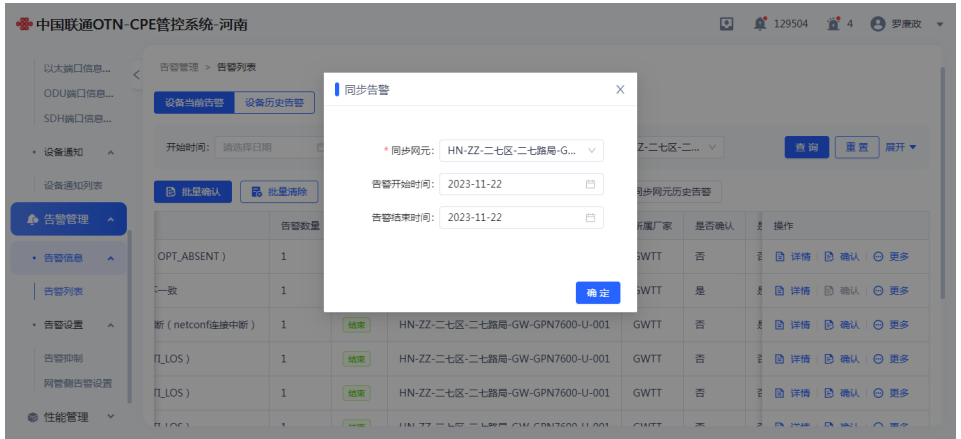 中国联通OTN-CPE管控系统-河南
129504
4
罗廉政
以太端口信息...
ODU端口信息...
SDH端口信息...
设备通知
设备通知列表
告警管理
告警信息
告警列表
告警设置
告警抑制
网管侧告警设置
性能管理
告警管理 > 告警列表
设备当前告警 设备历史告警
开始时间: 请选择日期
Z-二七区-二...
查询 重置 展开
批量确认 批量清除
同步网元历史告警
告警数量 所属厂家 是否确认 操作
OPT_ABSENT ) 1 GWTT 否 详情 确认 更多
不一致 1 GWTT 是 详情 确认 更多
断 ( netconf连接中断 ) 1 结束 HN-ZZ-二七区-二七路局-GW-GPN7600-U-001 GWTT 否 详情 确认 更多
_LOS ) 1 结束 HN-ZZ-二七区-二七路局-GW-GPN7600-U-001 GWTT 否 详情 确认 更多
_LOS ) 1 结束 HN-ZZ-二七区-二七路局-GW-GPN7600-U-001 GWTT 否 详情 确认 更多
同步告警
* 同步网元: HN-ZZ-二七区-二七路局-G...
告警开始时间: 2023-11-22
告警结束时间: 2023-11-22
确定